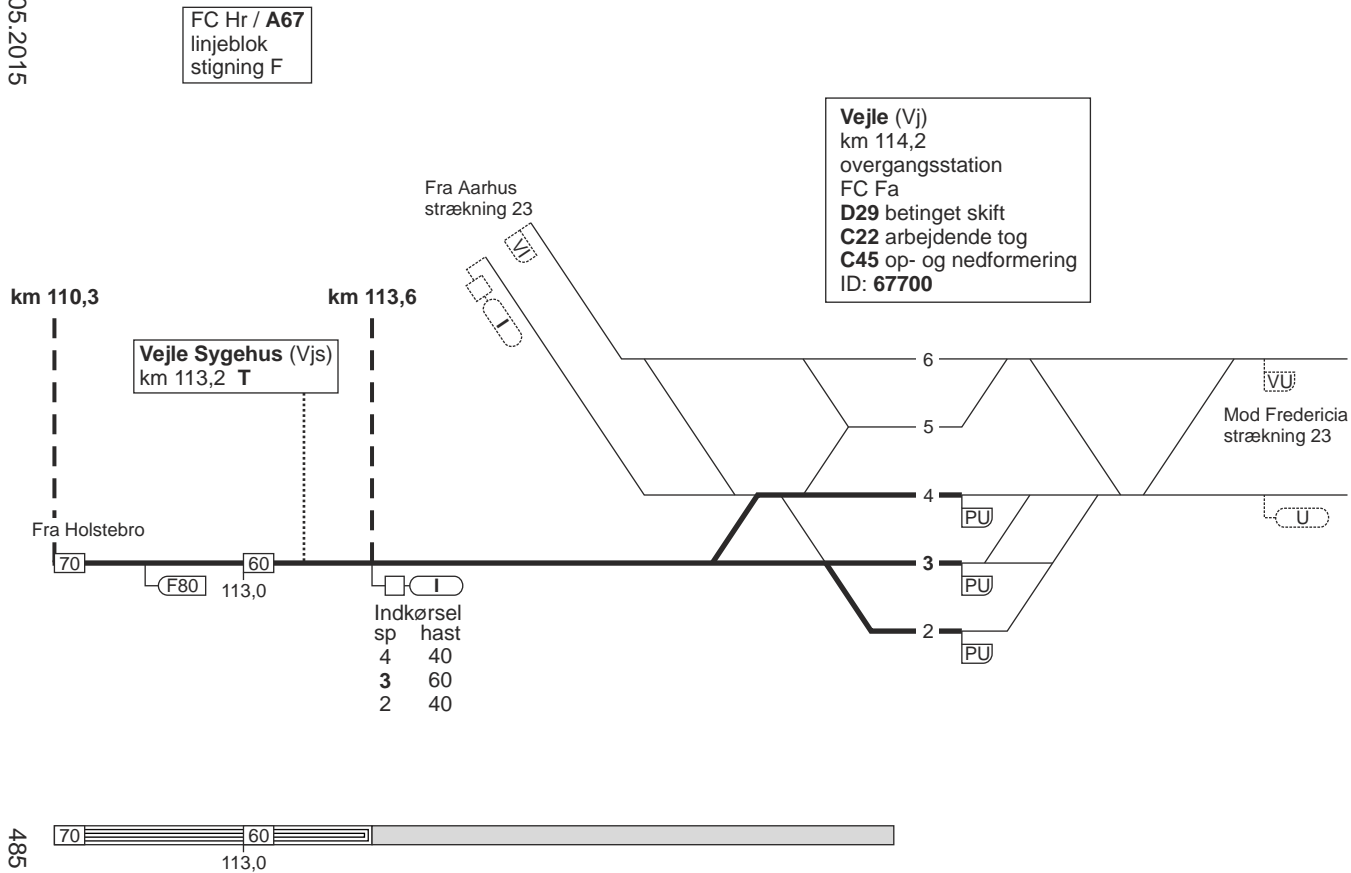 05.2015
FC Hr / A67
linjeblok
stigning F
Vejle (Vj)
km 114,2
overgangsstation
FC Fa
D29 betinget skift
C22 arbejdende tog
C45 op- og nedformering
ID: 67700
Fra Aarhus
strækning 23
VI
I
km 110,3
km 113,6
Vejle Sygehus (Vjs)
km 113,2 T
6
VU
5
Mod Fredericia
strækning 23
4
PU
U
Fra Holstebro
70
60
3
F80
113,0
I
PU
Indkørsel
sp hast
4 40
3 60
2 40
2
PU
70
60
113,0
485